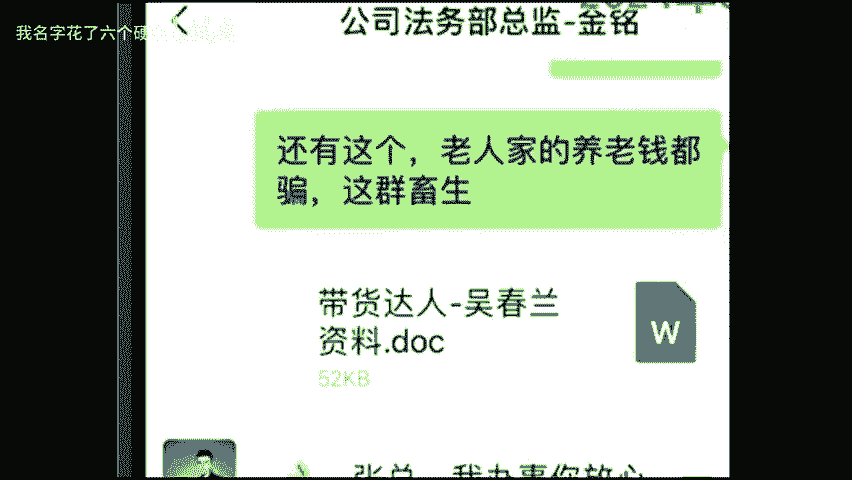 公司法务部总监-金铭
我名字花了六个硬
还有这个，老人家的养老钱都
骗，这群畜生
带货达人-吴春兰
资料.doc
W
52KB
张总，我办事你放心